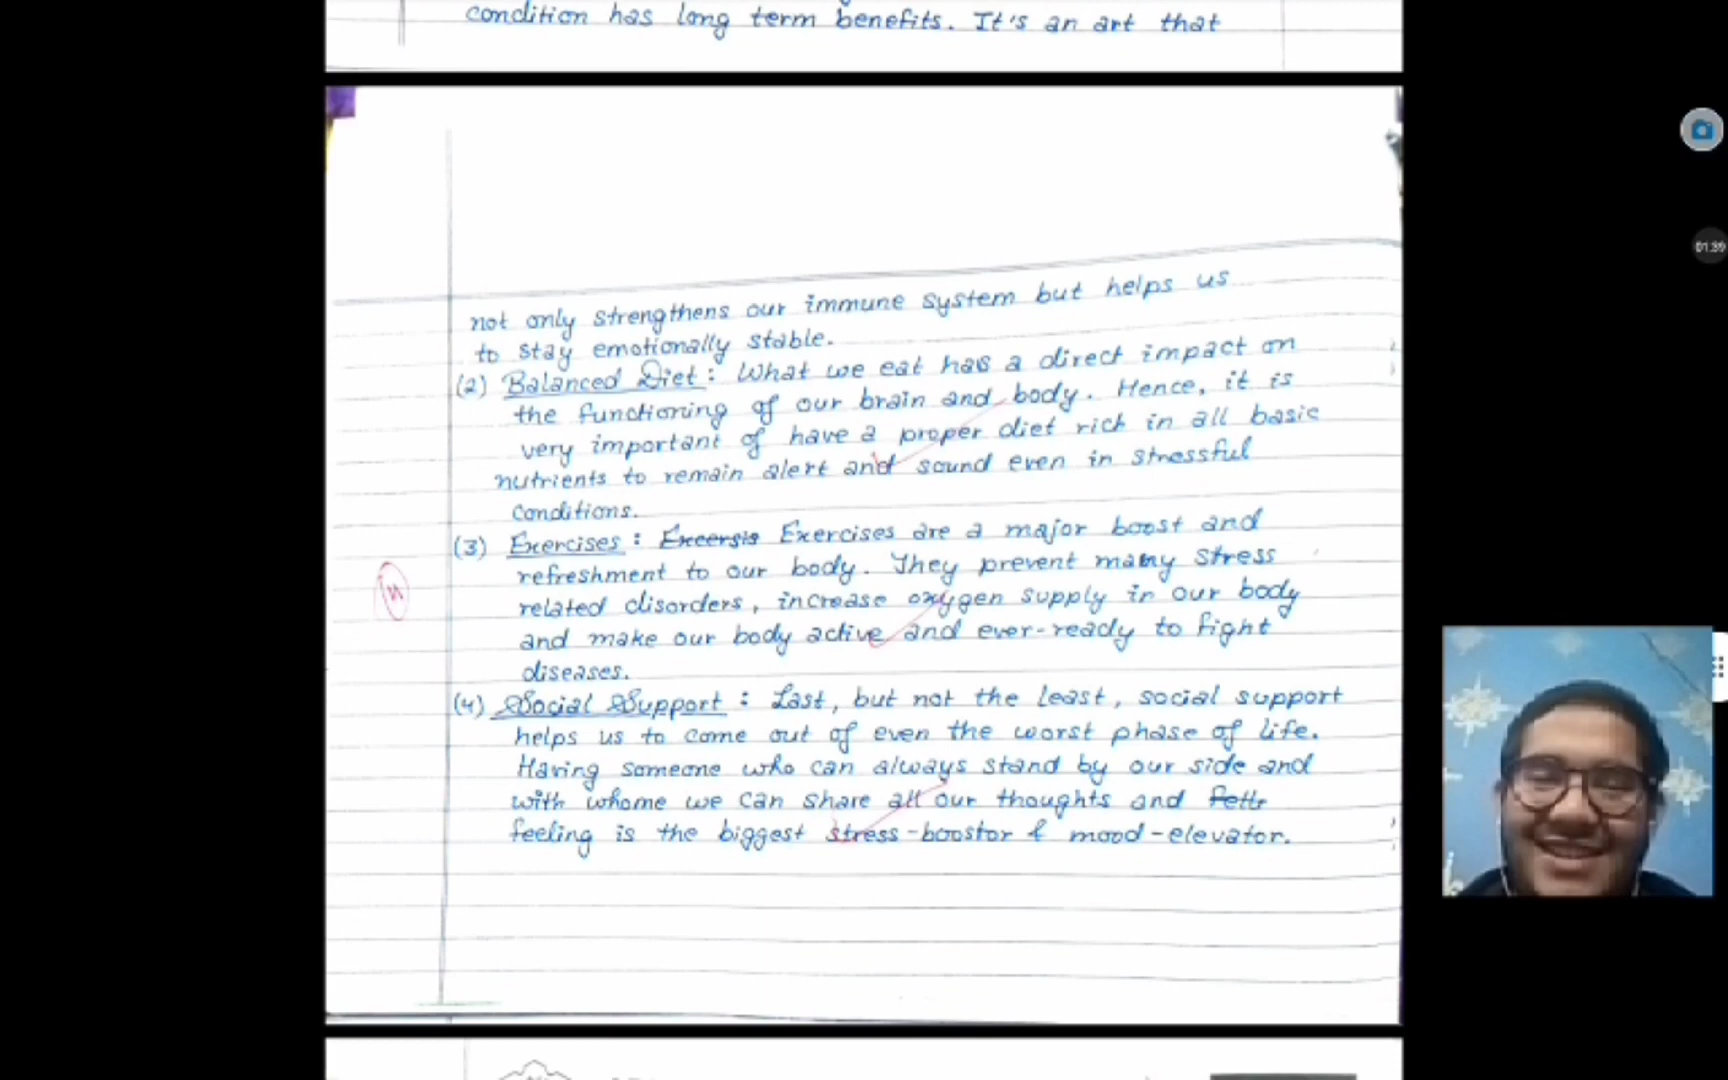 condition has long term benefits. It's an art that
not only strengthens our immune system but helps us
to stay emotionally stable.
(2) Balanced Diet: What we eat has a direct impact on
the functioning of our brain and body. Hence, it is
very important of have a proper diet rich in all basic
nutrients to remain alert and sound even in stressful
conditions.
(3) Exercises: Excersis Exercises are a major boost and
refreshment to our body. They prevent many stress
related disorders, increase oxygen supply in our body
and make our body active and ever-ready to fight
diseases.
(4) Social Support: Last, but not the least, social support
helps us to come out of even the worst phase of life.
Having someone who can always stand by our side and
with whome we can share all our thoughts and
feeling is the biggest stress-boostor & mood-elevator.
01:39